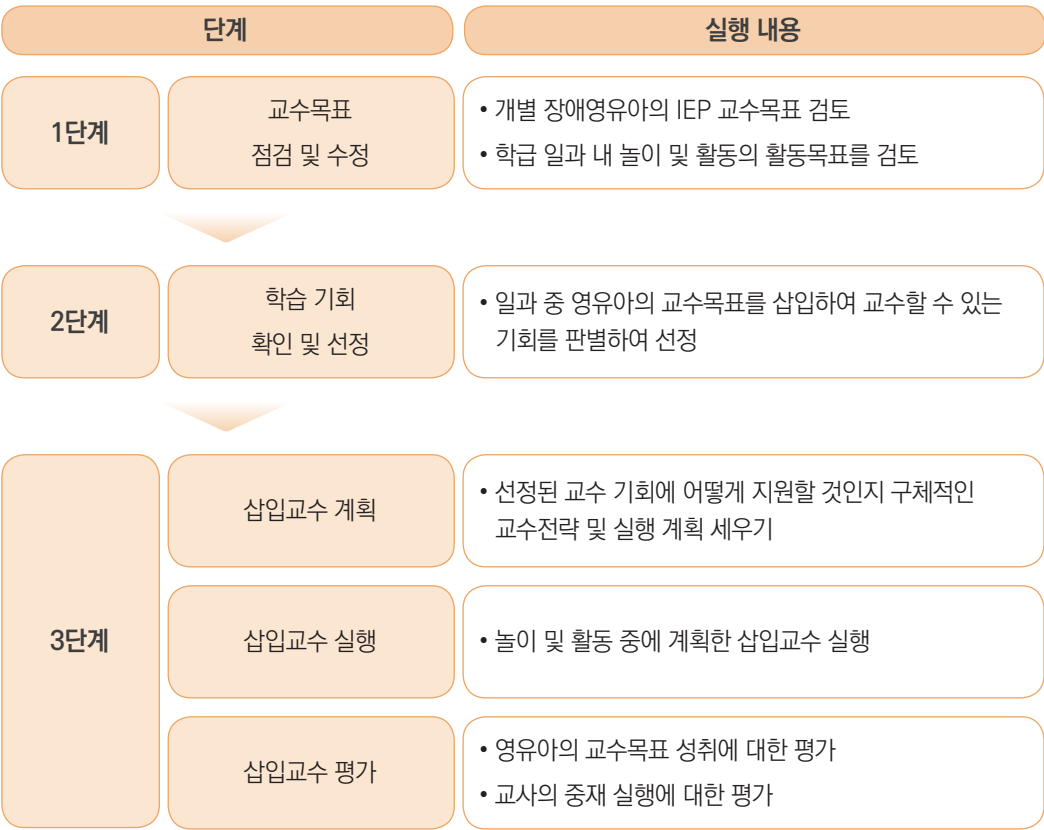 단계
실행 내용
1단계
교수목표
점검 및 수정
• 개별 장애영유아의 IEP 교수목표 검토
• 학급 일과 내 놀이 및 활동의 활동목표를 검토
2단계
학습 기회
확인 및 선정
• 일과 중 영유아의 교수목표를 삽입하여 교수할 수 있는
기회를 판별하여 선정
3단계
삽입교수 계획
• 선정된 교수 기회에 어떻게 지원할 것인지 구체적인
교수전략 및 실행 계획 세우기
삽입교수 실행
• 놀이 및 활동 중에 계획한 삽입교수 실행
삽입교수 평가
• 영유아의 교수목표 성취에 대한 평가
• 교사의 중재 실행에 대한 평가